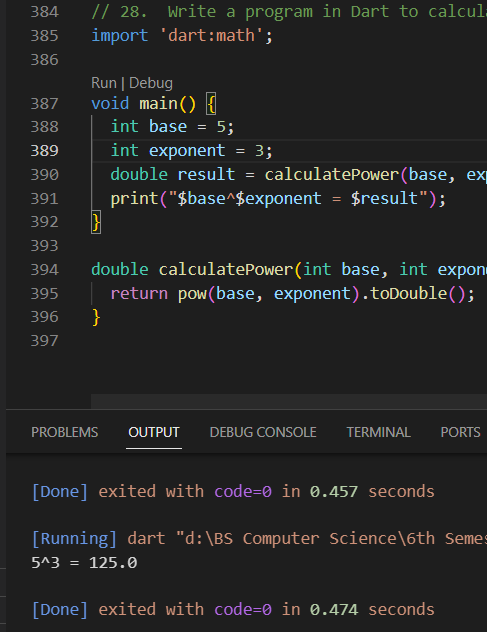 384 // 28.  Write a program in Dart to calcul
385 import 'dart:math';
386
Run | Debug
387 void main() {
388   int base = 5;
389   int exponent = 3;
390   double result = calculatePower(base, exp
391   print("$base^$exponent = $result");
392 }
393
394 double calculatePower(int base, int expon
395   return pow(base, exponent).toDouble();
396 }
397
PROBLEMS OUTPUT DEBUG CONSOLE TERMINAL PORTS
[Done] exited with code=0 in 0.457 seconds
[Running] dart "d:\BS Computer Science\6th Semes
5^3 = 125.0
[Done] exited with code=0 in 0.474 seconds